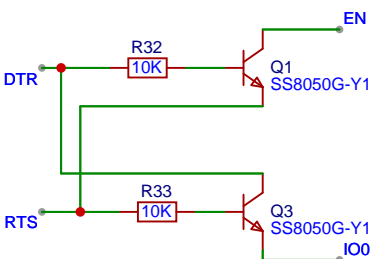 EN
R32
DTR
10K
Q1
SS8050G-Y1
R33
RTS
10K
Q3
SS8050G-Y1
IO0